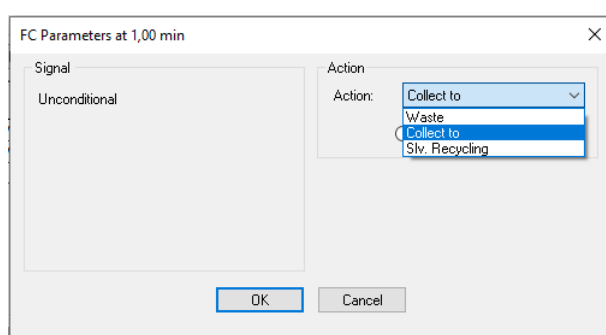 FC Parameters at 1,00 min
Signal
Unconditional
Action
Action: Collect to
Waste
Collect to
Slv. Recycling
OK Cancel